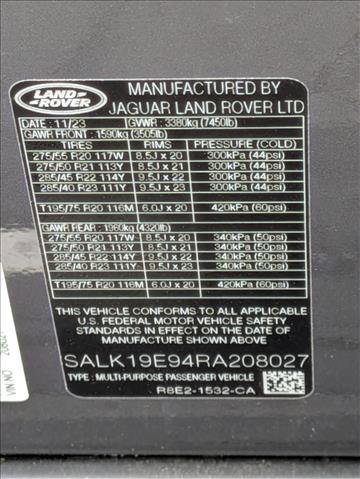 LAND
ROVER
MANUFACTURED BY
JAGUAR LAND ROVER LTD
DATE : 11/23 GVWR : 3380kg (7450lb)
GAWR FRONT : 1590kg (3505lb)
TIRES RIMS PRESSURE (COLD)
275/55 R20 117W 8.5J x 20 300kPa (44psi)
275/50 R21 113Y 8.5J x 21 300kPa (44psi)
285/45 R22 114Y 9.5J x 22 300kPa (44psi)
285/40 R23 111Y 9.5J x 23 300kPa (44psi)
T195/75 R20 116M 6.0J x 20 420kPa (60psi)
GAWR REAR : 1960kg (4320lb)
275/55 R20 117W 8.5J x 20 340kPa (50psi)
275/50 R21 113Y 8.5J x 21 340kPa (50psi)
285/45 R22 114Y 9.5J x 22 340kPa (50psi)
285/40 R23 111Y 9.5J x 23 340kPa (50psi)
T195/75 R20 116M 6.0J x 20 420kPa (60psi)
THIS VEHICLE CONFORMS TO ALL APPLICABLE
U.S. FEDERAL MOTOR VEHICLE SAFETY
STANDARDS IN EFFECT ON THE DATE OF
MANUFACTURE SHOWN ABOVE
SALK19E94RA208027
TYPE : MULTI-PURPOSE PASSENGER VEHICLE
R8E2-1532-CA
VIN NO 208027